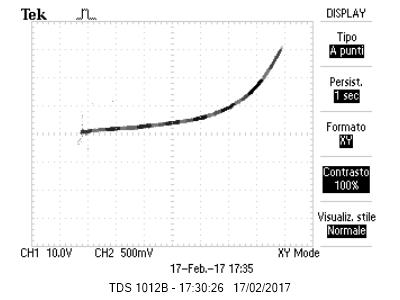 Tek
DISPLAY
Tipo
A punti
Persist.
1 sec
Formato
XY
Contrasto
100%
Visualiz. stile
Normale
CH1 10.0V CH2 500mV XY Mode
17-Feb.-17 17:35
TDS 1012B - 17:30:26 17/02/2017